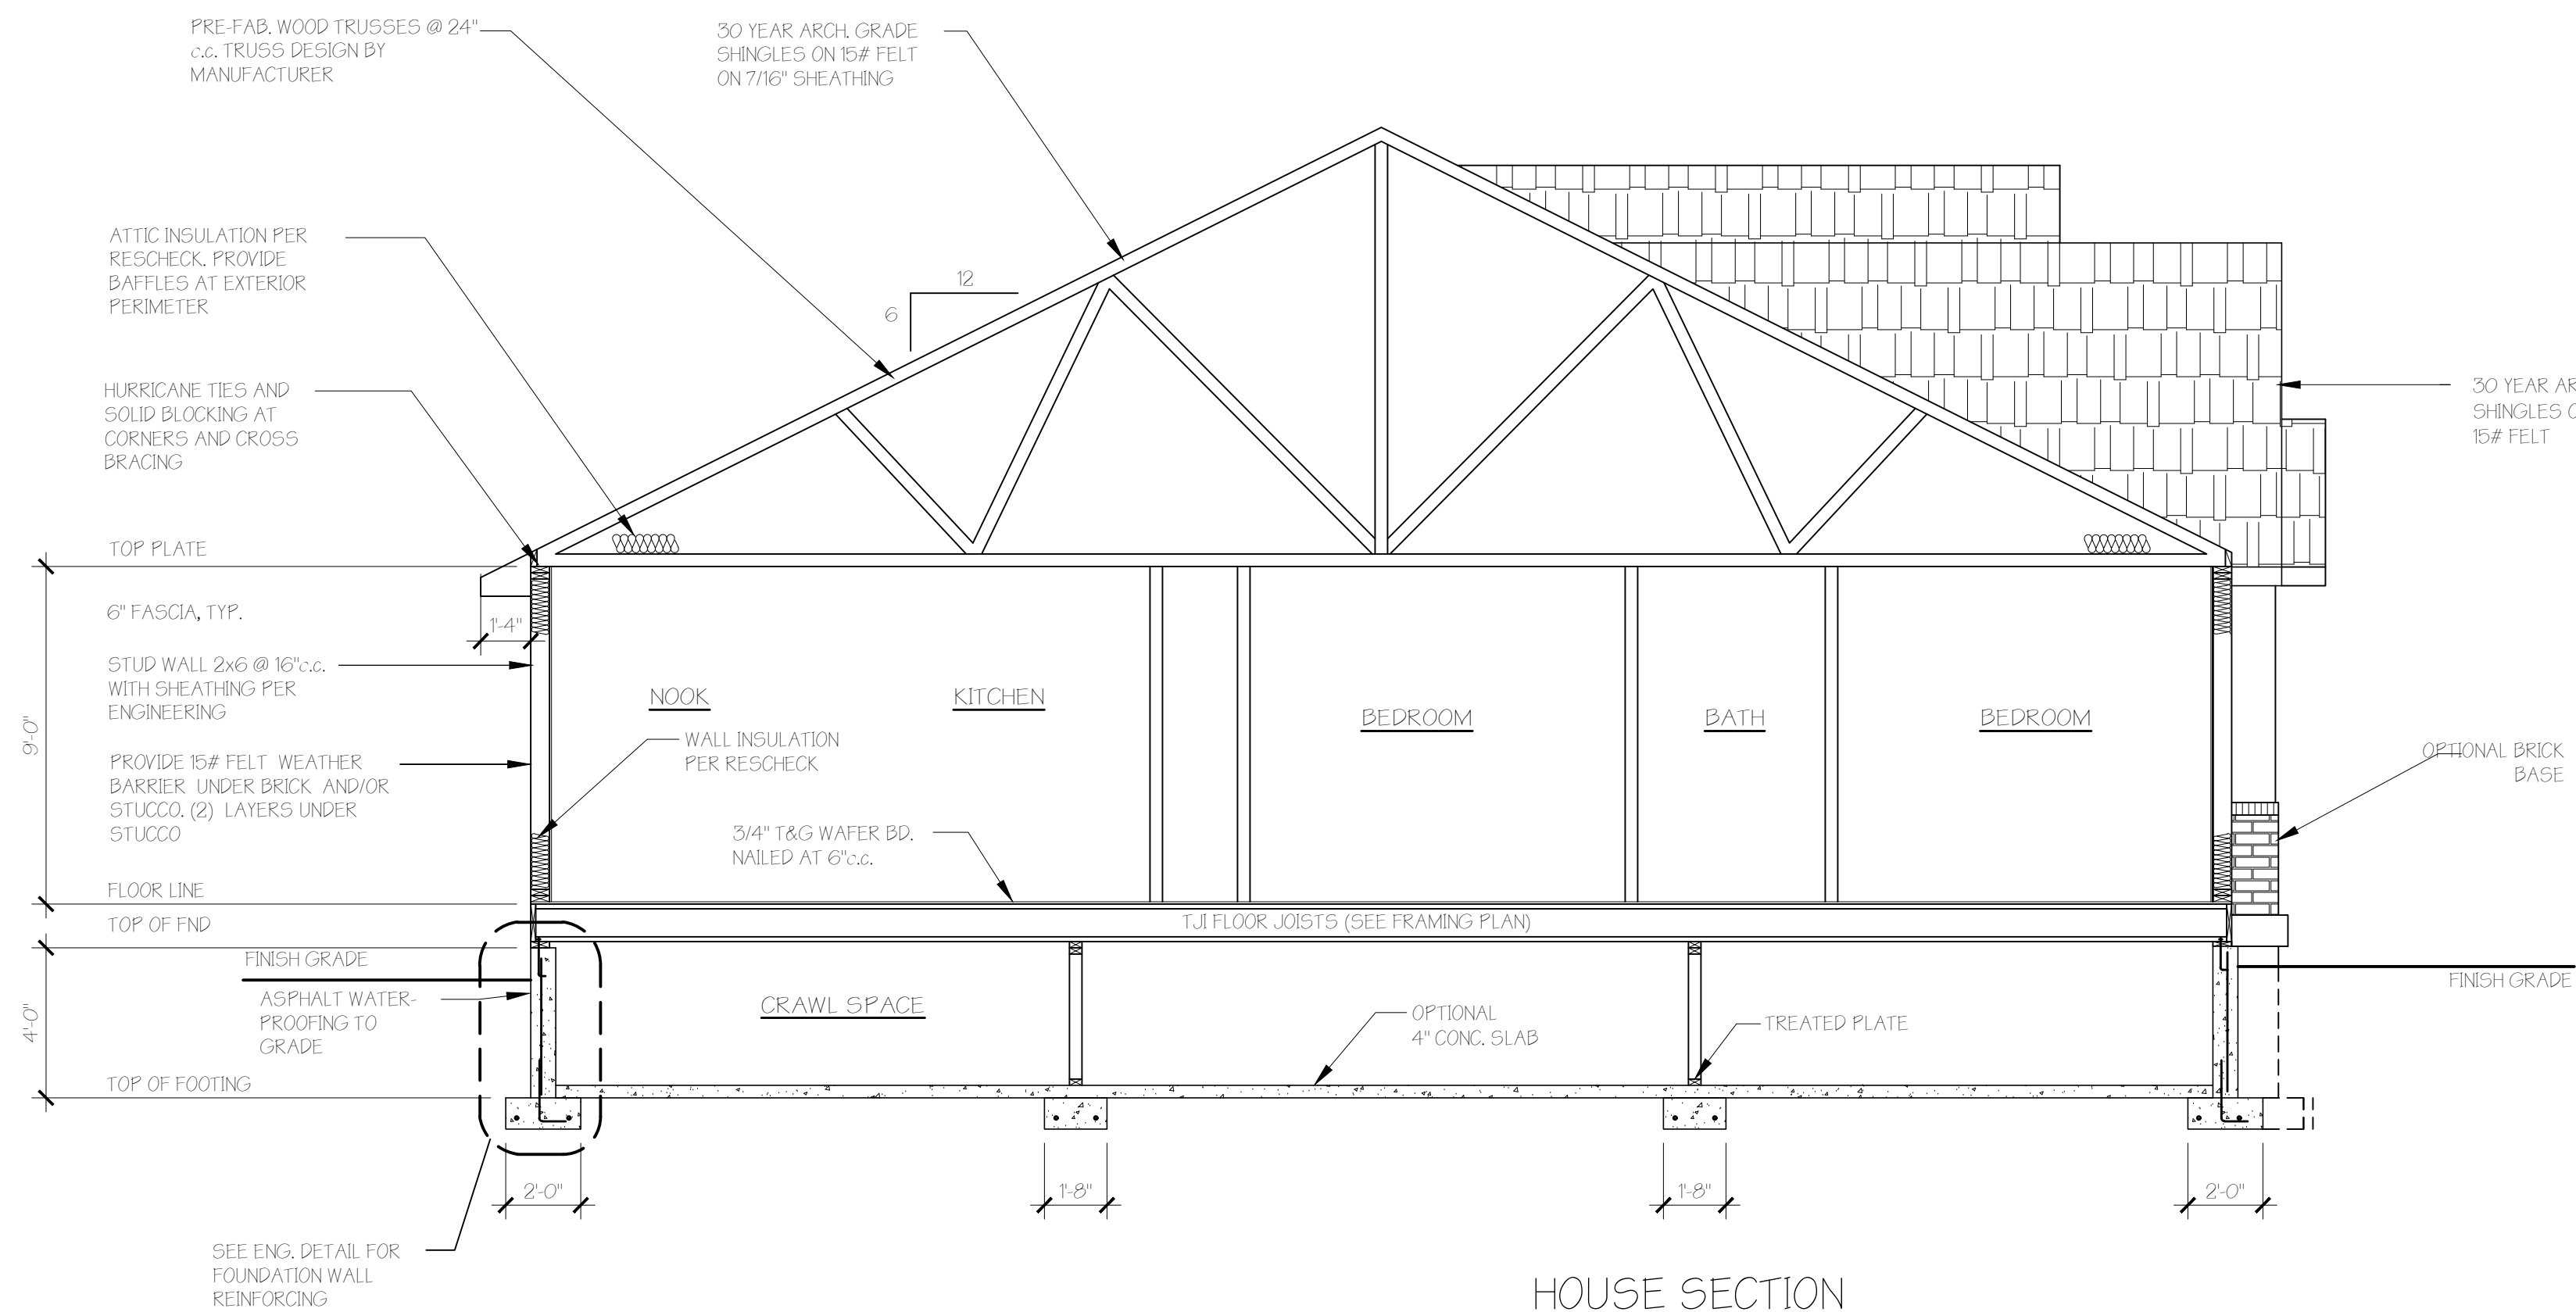 PRE-FAB. WOOD TRUSSES @ 24"
c.c. TRUSS DESIGN BY
MANUFACTURER
30 YEAR ARCH. GRADE
SHINGLES ON 15# FELT
ON 7/16" SHEATHING
ATTIC INSULATION PER
RESCHECK. PROVIDE
BAFFLES AT EXTERIOR
PERIMETER
12
6
HURRICANE TIES AND
SOLID BLOCKING AT
CORNERS AND CROSS
BRACING
30 YEAR AR
SHINGLES O
15# FELT
TOP PLATE
6" FASCIA, TYP.
1'-4"
STUD WALL 2x6 @ 16"c.c.
WITH SHEATHING PER
ENGINEERING
9'-0"
PROVIDE 15# FELT WEATHER
BARRIER UNDER BRICK AND/OR
STUCCO. (2) LAYERS UNDER
STUCCO
NOOK
KITCHEN
BEDROOM
BATH
BEDROOM
WALL INSULATION
PER RESCHECK
OPTIONAL BRICK
BASE
3/4" T&G WAFER BD.
NAILED AT 6"c.c.
FLOOR LINE
TOP OF FND
TJI FLOOR JOISTS (SEE FRAMING PLAN)
FINISH GRADE
FINISH GRADE
ASPHALT WATER-
PROOFING TO
GRADE
4'-0"
CRAWL SPACE
OPTIONAL
4" CONC. SLAB
TREATED PLATE
TOP OF FOOTING
2'-0"
1'-8"
1'-8"
2'-0"
SEE ENG. DETAIL FOR
FOUNDATION WALL
REINFORCING
HOUSE SECTION